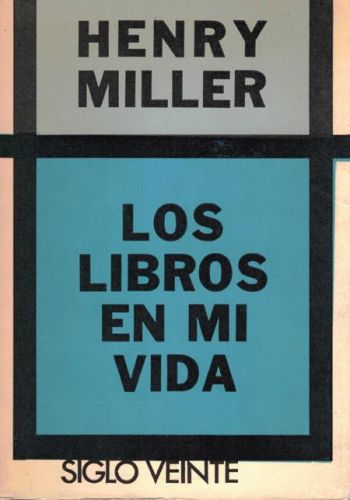 HENRY
MILLER
LOS
LIBROS
EN MI
VIDA
SIGLO VEINTE